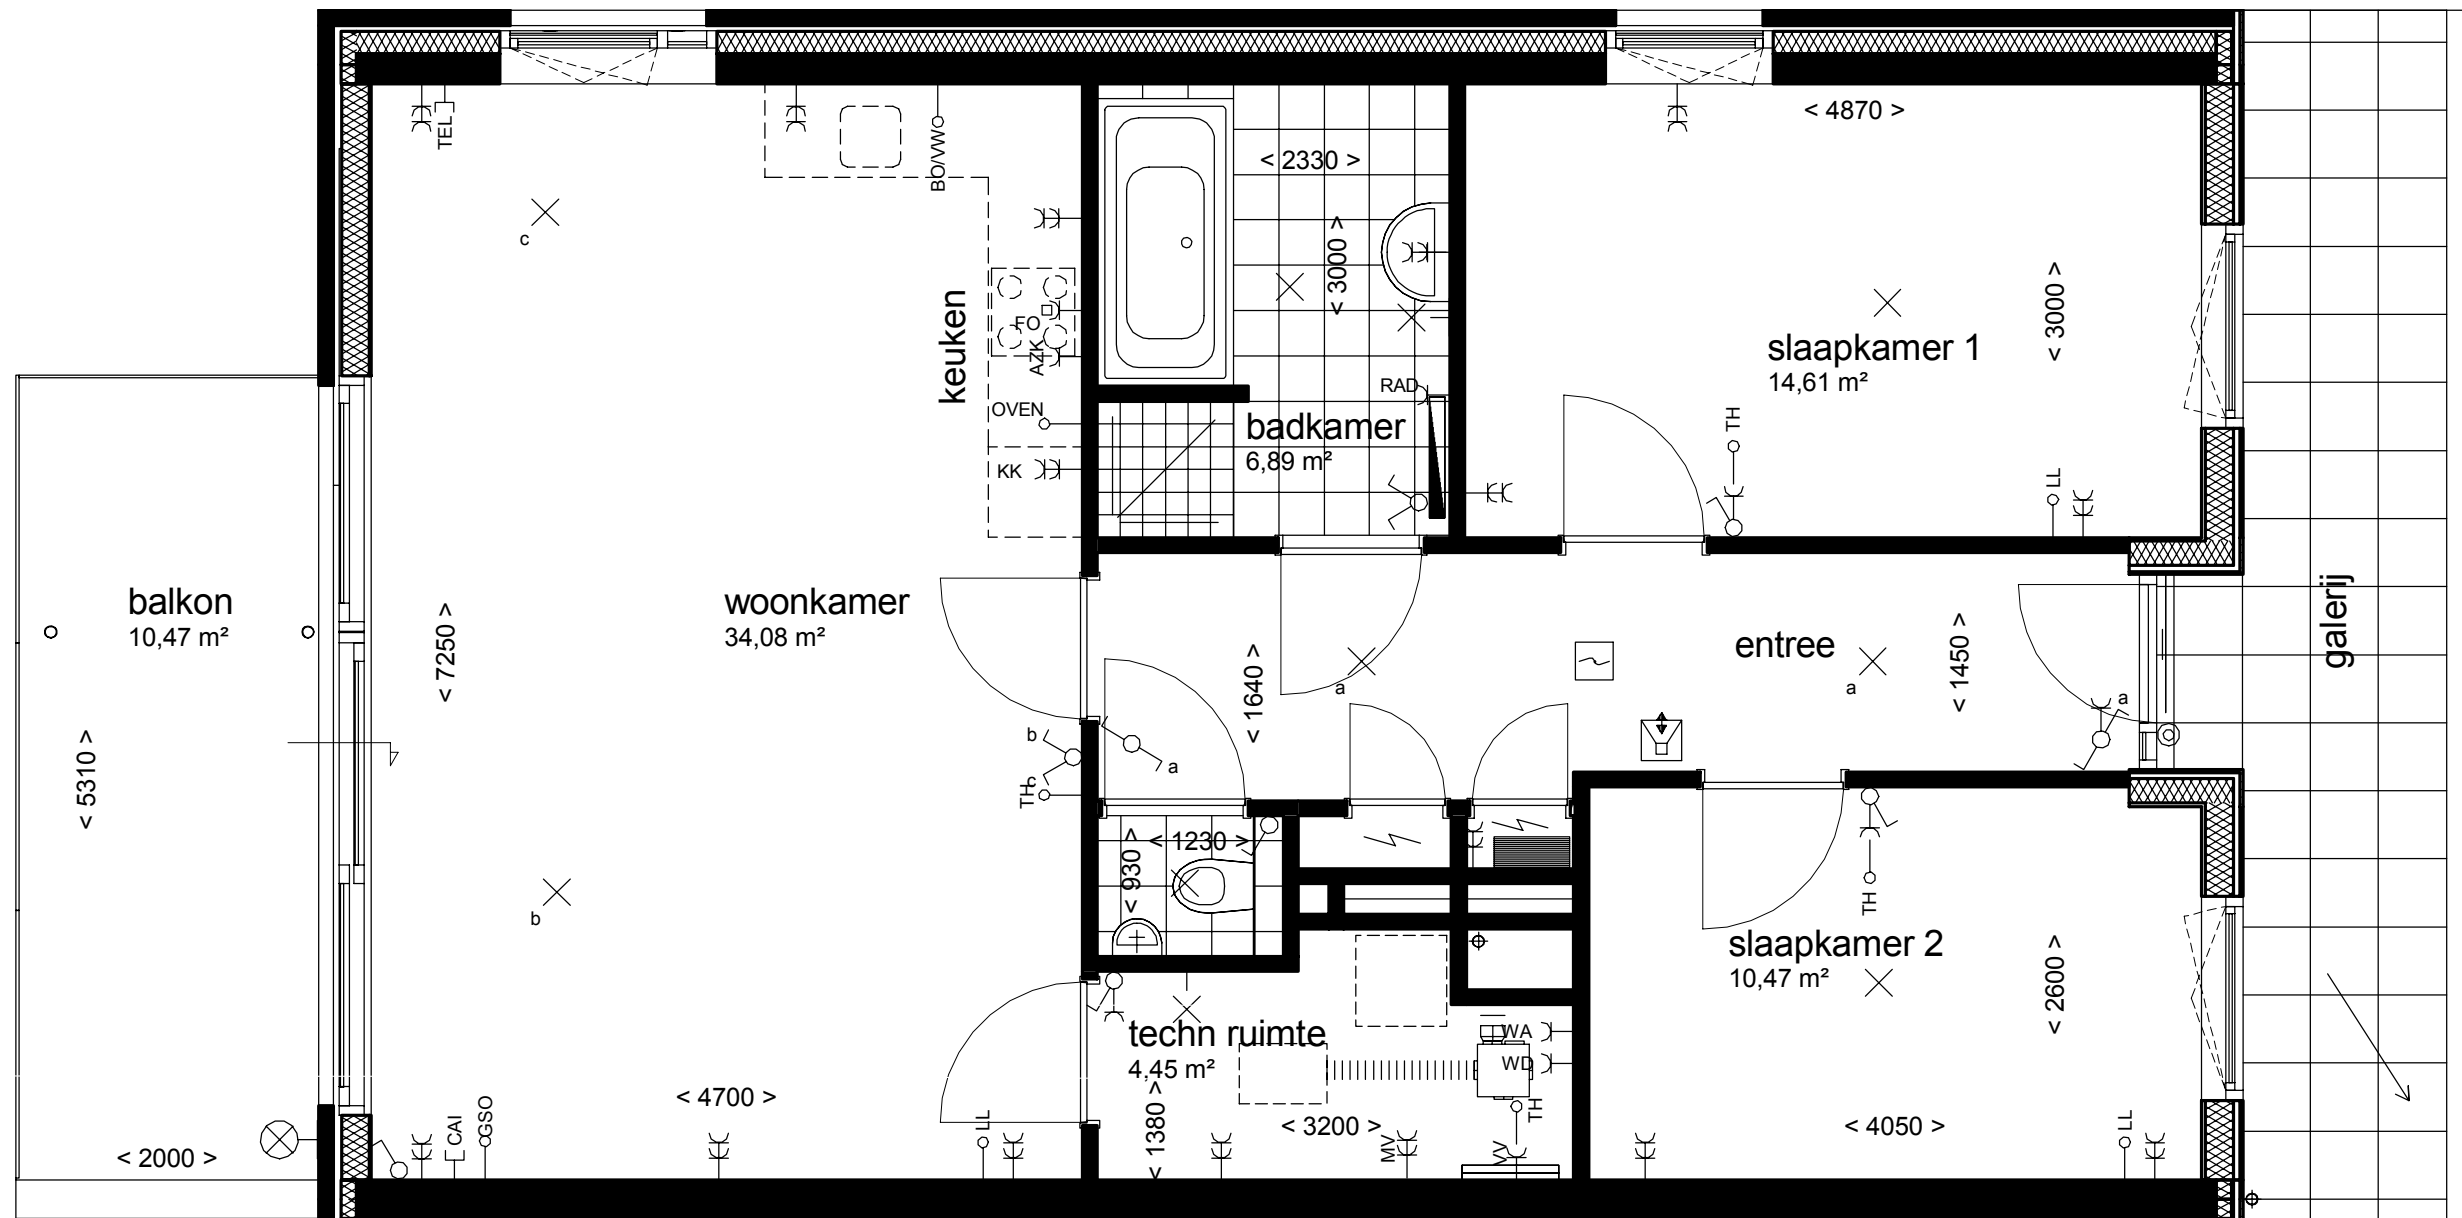 TEL
BO/VW
< 4870 >
< 2330 >
< 3000 >
c
keuken
FO
AZK
slaapkamer 1
14,61 m²
< 3000 >
RAD
OVEN
badkamer
6,89 m²
KK
TH
LL
balkon
10,47 m²
< 7250 >
woonkamer
34,08 m²
< 1640 >
a
entree
a
< 1450 >
a
galerij
< 5310 >
b
c
TH
a
< 930 >
< 1230 >
b
TH
slaapkamer 2
10,47 m²
< 2600 >
techn ruimte
4,45 m²
WA
WD
TH
< 4700 >
< 2000 >
CAI
GSO
LL
< 1380 >
< 3200 >
MV
VV
< 4050 >
LL